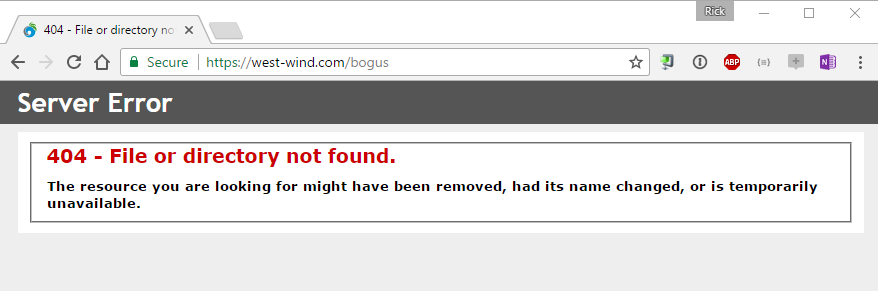 Rick
404 - File or directory no
Secure https://west-wind.com/bogus
ABP
{=}
N
Server Error
404 - File or directory not found.
The resource you are looking for might have been removed, had its name changed, or is temporarily
unavailable.